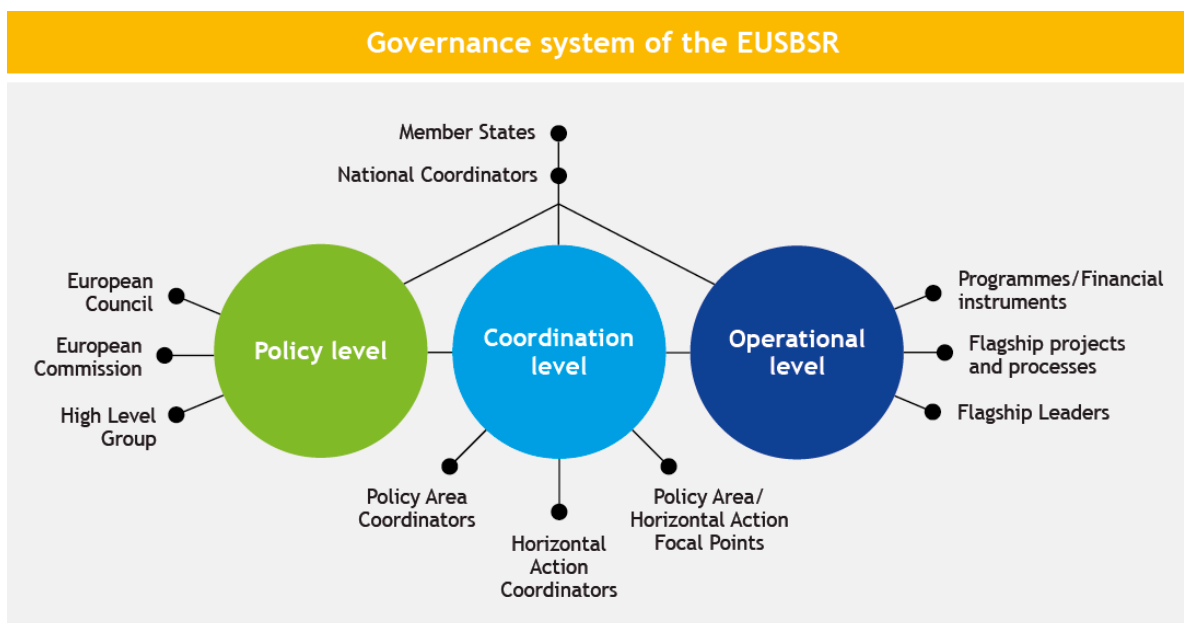 Governance system of the EUSBSR
Member States
National Coordinators
European
Council
European
Commission
High Level
Group
Policy level
Coordination
level
Operational
level
Programmes/Financial
instruments
Flagship projects
and processes
Flagship Leaders
Policy Area
Coordinators
Horizontal
Action
Coordinators
Policy Area/
Horizontal Action
Focal Points